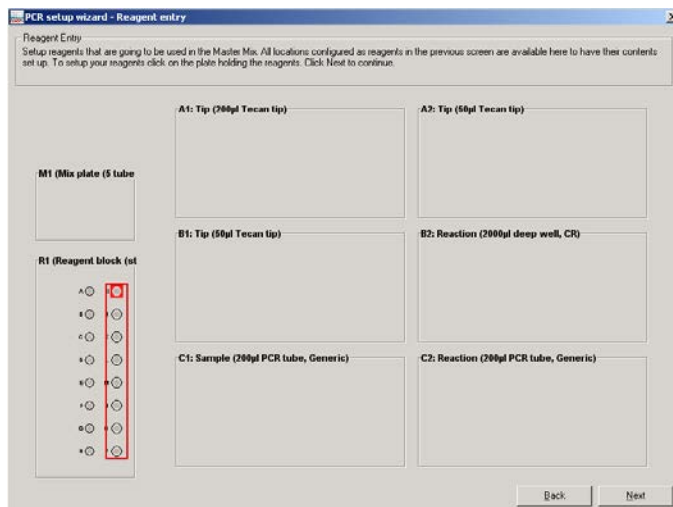 PCR setup wizard - Reagent entry
Reagent Entry
Setup reagents that are going to be used in the Master Mix. All locations configured as reagents in the previous screen are available here to have their contents
set up. To setup your reagents click on the plate holding the reagents. Click Next to continue.
A1: Tip (200µl Tecan tip)
A2: Tip (50µl Tecan tip)
M1 (Mix plate (5 tube
B1: Tip (50µl Tecan tip)
B2: Reaction (2000µl deep well, CR)
R1 (Reagent block (st
A
C
C1: Sample (200µl PCR tube, Generic)
C2: Reaction (200µl PCR tube, Generic)
Back
Next